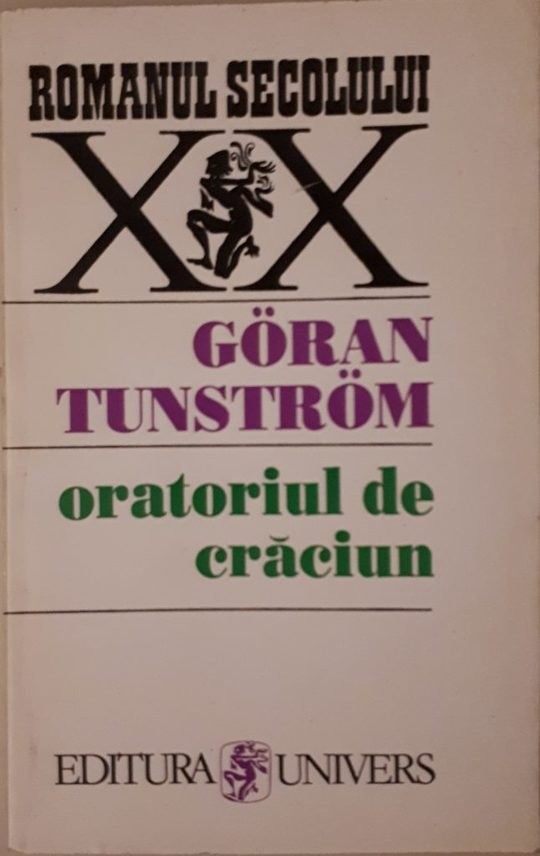 ROMANUL SECOLULUI
XX
GÖRAN
TUNSTRÖM
oratoriul de
crăciun
EDITURA UNIVERS